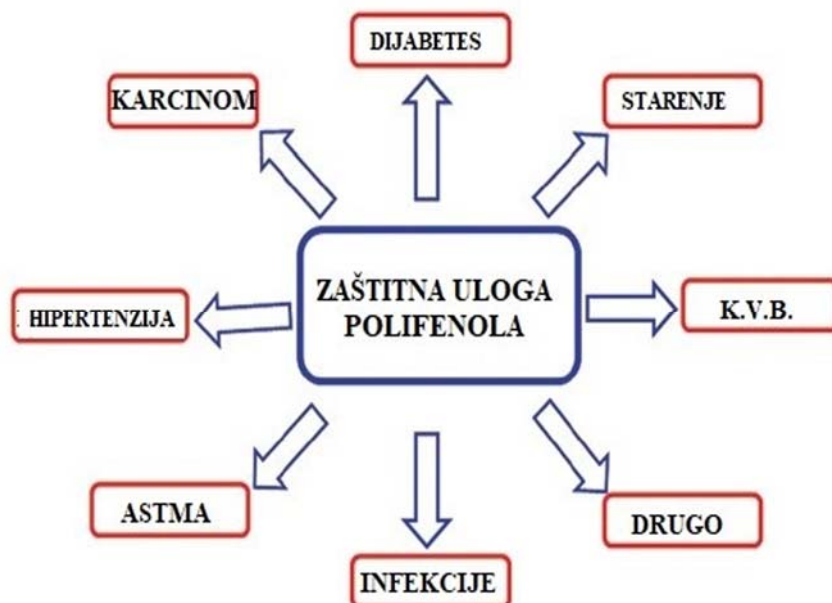 DIJABETES
KARCINOM
STARENJE
ZAŠTITNA ULOGA
POLIFENOLA
HIPERTENZIJA
K.V.B.
ASTMA
DRUGO
INFEKCIJE